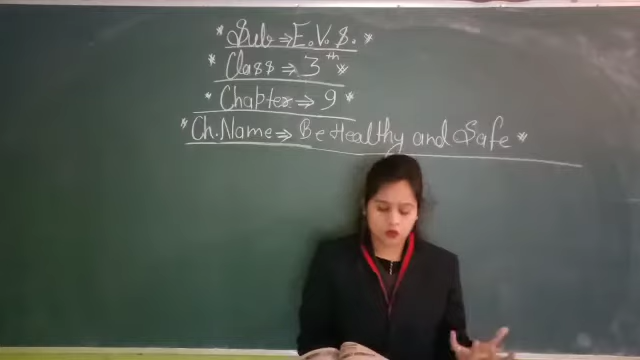 * Sub ⇒ E.V.S. *
* Class ⇒ 3th *
* Chapter ⇒ 9 *
* Ch.Name ⇒ Be Healthy and Safe *